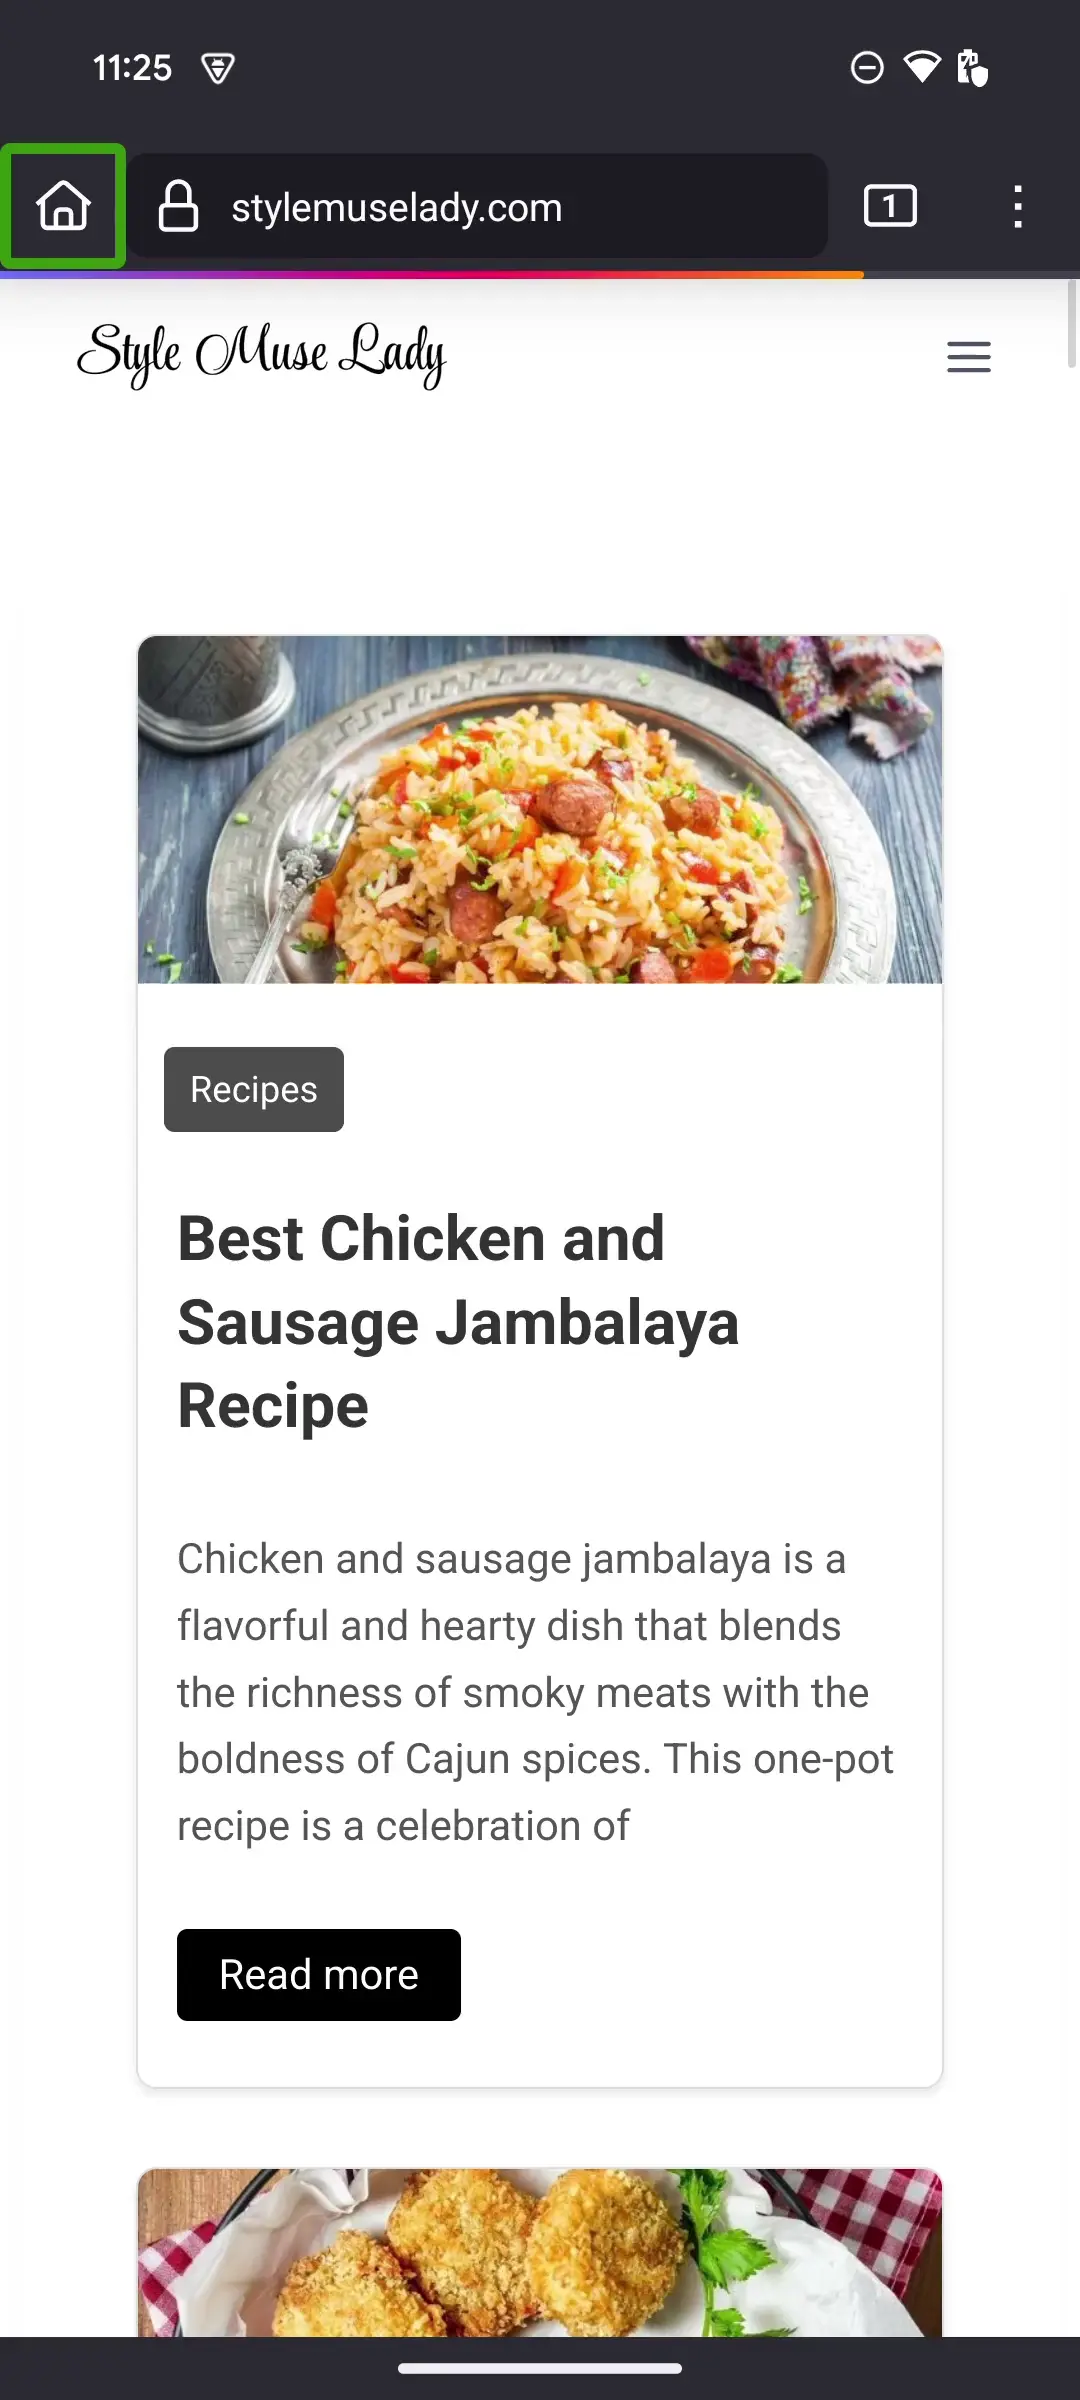 11:25
stylemuselady.com
1
Style Muse Lady
Recipes
Best Chicken and
Sausage Jambalaya
Recipe
Chicken and sausage jambalaya is a
flavorful and hearty dish that blends
the richness of smoky meats with the
boldness of Cajun spices. This one-pot
recipe is a celebration of
Read more